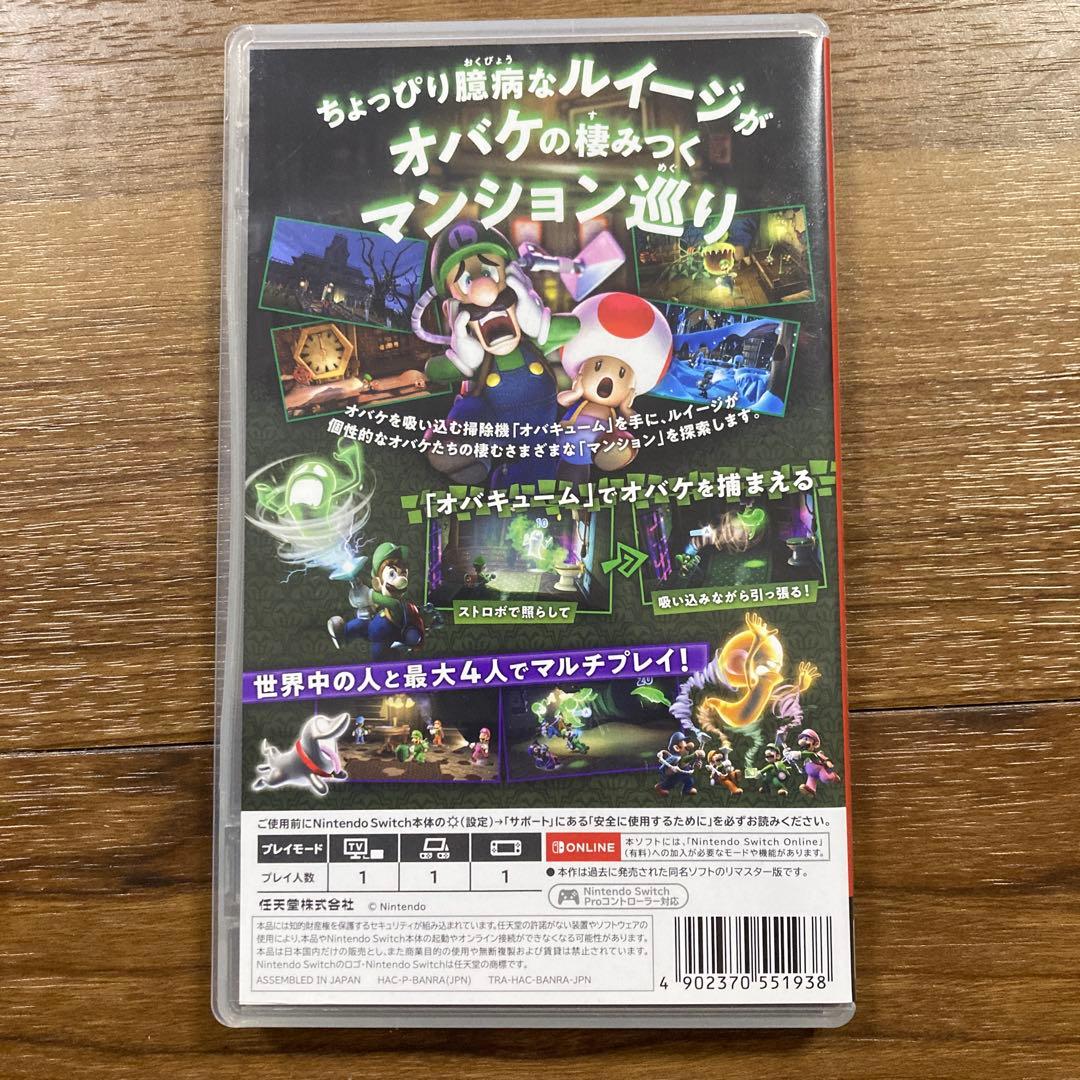 ちょっぴり臆病なルイージが
おくびょう
オバケの棲みつく
す
マンション巡り
めぐ
オバケを吸い込む掃除機「オバキューム」を手に、ルイージが
個性的なオバケたちの棲むさまざまな「マンション」を探索します。
「オバキューム」でオバケを捕まえる
10
ストロボで照らして
吸い込みながら引っ張る!
世界中の人と最大4人でマルチプレイ!
20
ご使用前にNintendo Switch本体の(設定)→「サポート」にある「安全に使用するために」を必ずお読みください。
プレイモード TV
プレイ人数 1 1 1
ONLINE
本ソフトには、「Nintendo Switch Online」
(有料)への加入が必要なモードや機能があります。
●本作は過去に発売された同名ソフトのリマスター版です。
Nintendo Switch
Proコントローラー対応
任天堂株式会社 © Nintendo
本品には知的財産権を保護するセキュリティが組み込まれています。任天堂の許諾がない装置やソフトウェアの
使用により、本品やNintendo Switch本体の起動やオンライン接続ができなくなる可能性があります。
本品は日本国内だけの販売とし、また商業目的の使用や無断複製および賃貸は禁止されています。
Nintendo Switchのロゴ・Nintendo Switchは任天堂の商標です。
ASSEMBLED IN JAPAN HAC-P-BANRA(JPN) TRA-HAC-BANRA-JPN
4 902370 551938